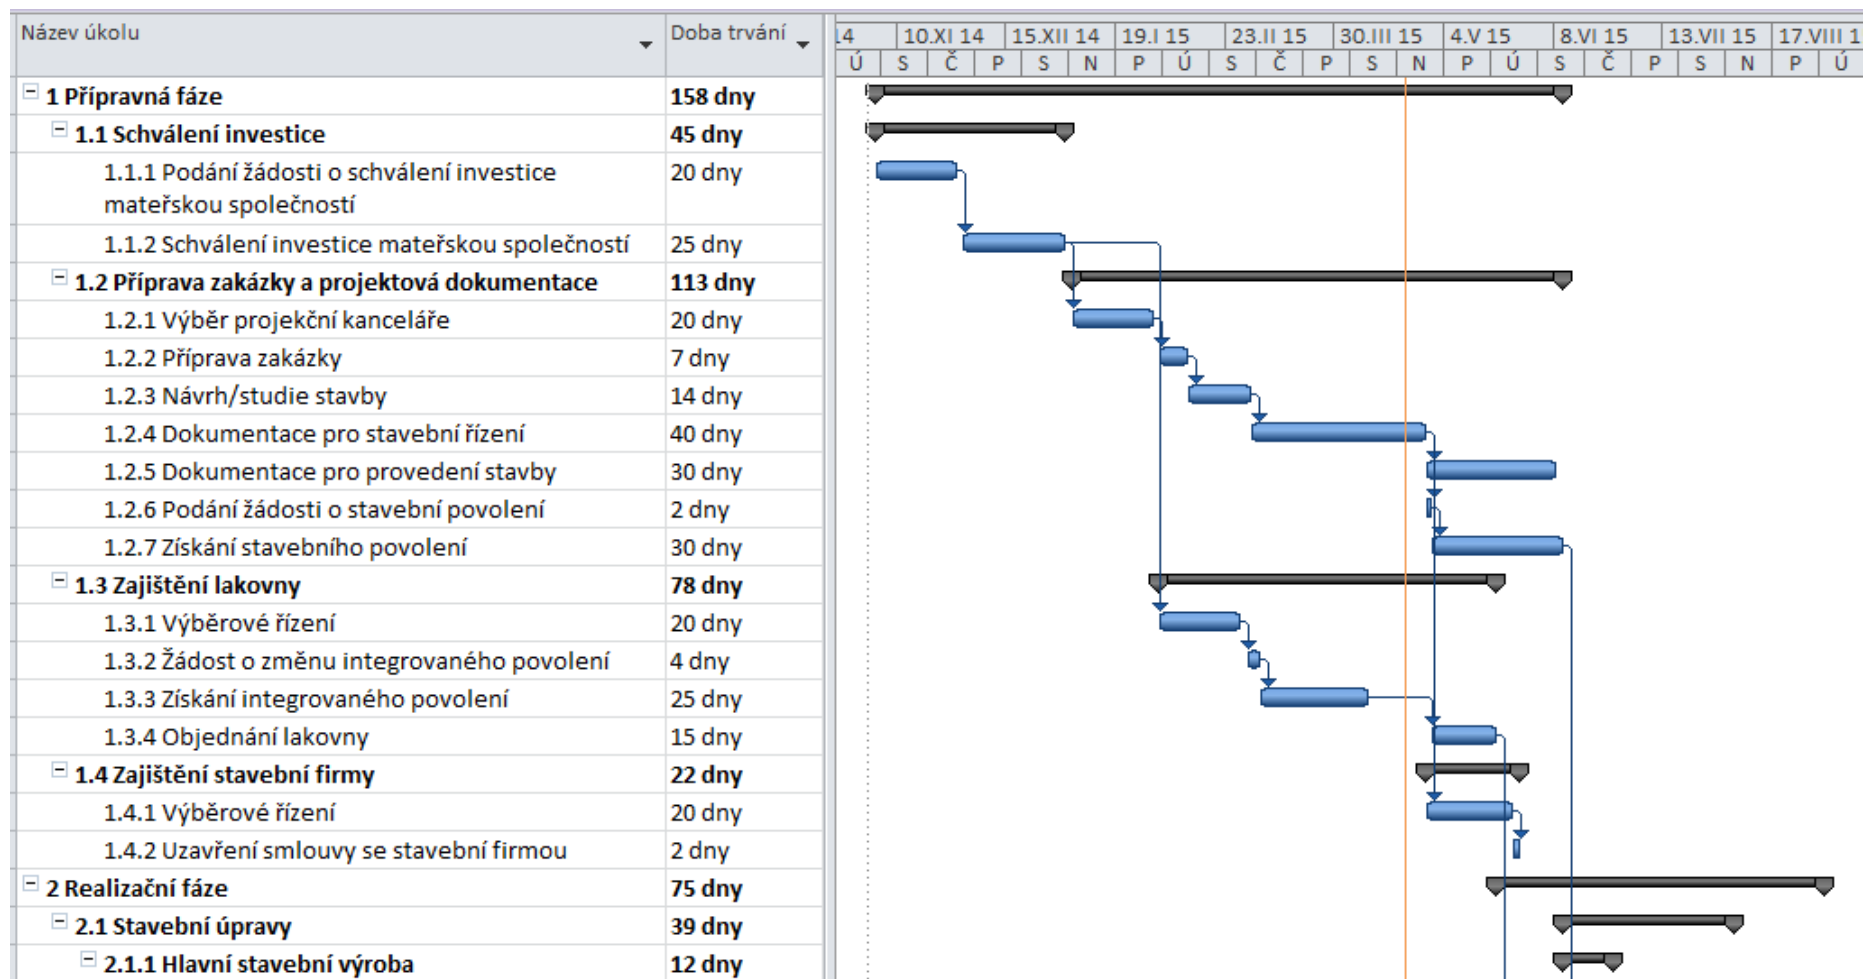 Název úkolu Doba trvání 14 10.XI 14 15.XII 14 19.I 15 23.II 15 30.III 15 4.V 15 8.VI 15 13.VII 15 17.VIII 1
Ú S Č P S N P Ú S Č P S N P Ú S Č P S N P Ú
1 Přípravná fáze 158 dny
1.1 Schválení investice 45 dny
1.1.1 Podání žádosti o schválení investice 20 dny
mateřskou společností
1.1.2 Schválení investice mateřskou společností 25 dny
1.2 Příprava zakázky a projektová dokumentace 113 dny
1.2.1 Výběr projekční kanceláře 20 dny
1.2.2 Příprava zakázky 7 dny
1.2.3 Návrh/studie stavby 14 dny
1.2.4 Dokumentace pro stavební řízení 40 dny
1.2.5 Dokumentace pro provedení stavby 30 dny
1.2.6 Podání žádosti o stavební povolení 2 dny
1.2.7 Získání stavebního povolení 30 dny
1.3 Zajištění lakovny 78 dny
1.3.1 Výběrové řízení 20 dny
1.3.2 Žádost o změnu integrovaného povolení 4 dny
1.3.3 Získání integrovaného povolení 25 dny
1.3.4 Objednání lakovny 15 dny
1.4 Zajištění stavební firmy 22 dny
1.4.1 Výběrové řízení 20 dny
1.4.2 Uzavření smlouvy se stavební firmou 2 dny
2 Realizační fáze 75 dny
2.1 Stavební úpravy 39 dny
2.1.1 Hlavní stavební výroba 12 dny